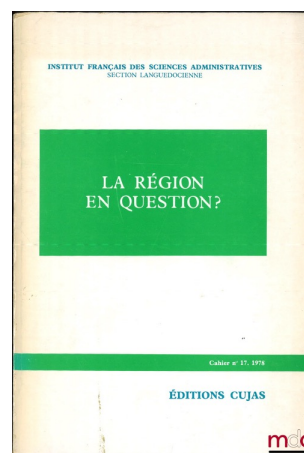 INSTITUT FRANÇAIS DES SCIENCES ADMINISTRATIVES
SECTION LANGUEDOCIENNE
LA RÉGION
EN QUESTION?
Cahier n° 17. 1978
ÉDITIONS CUJAS